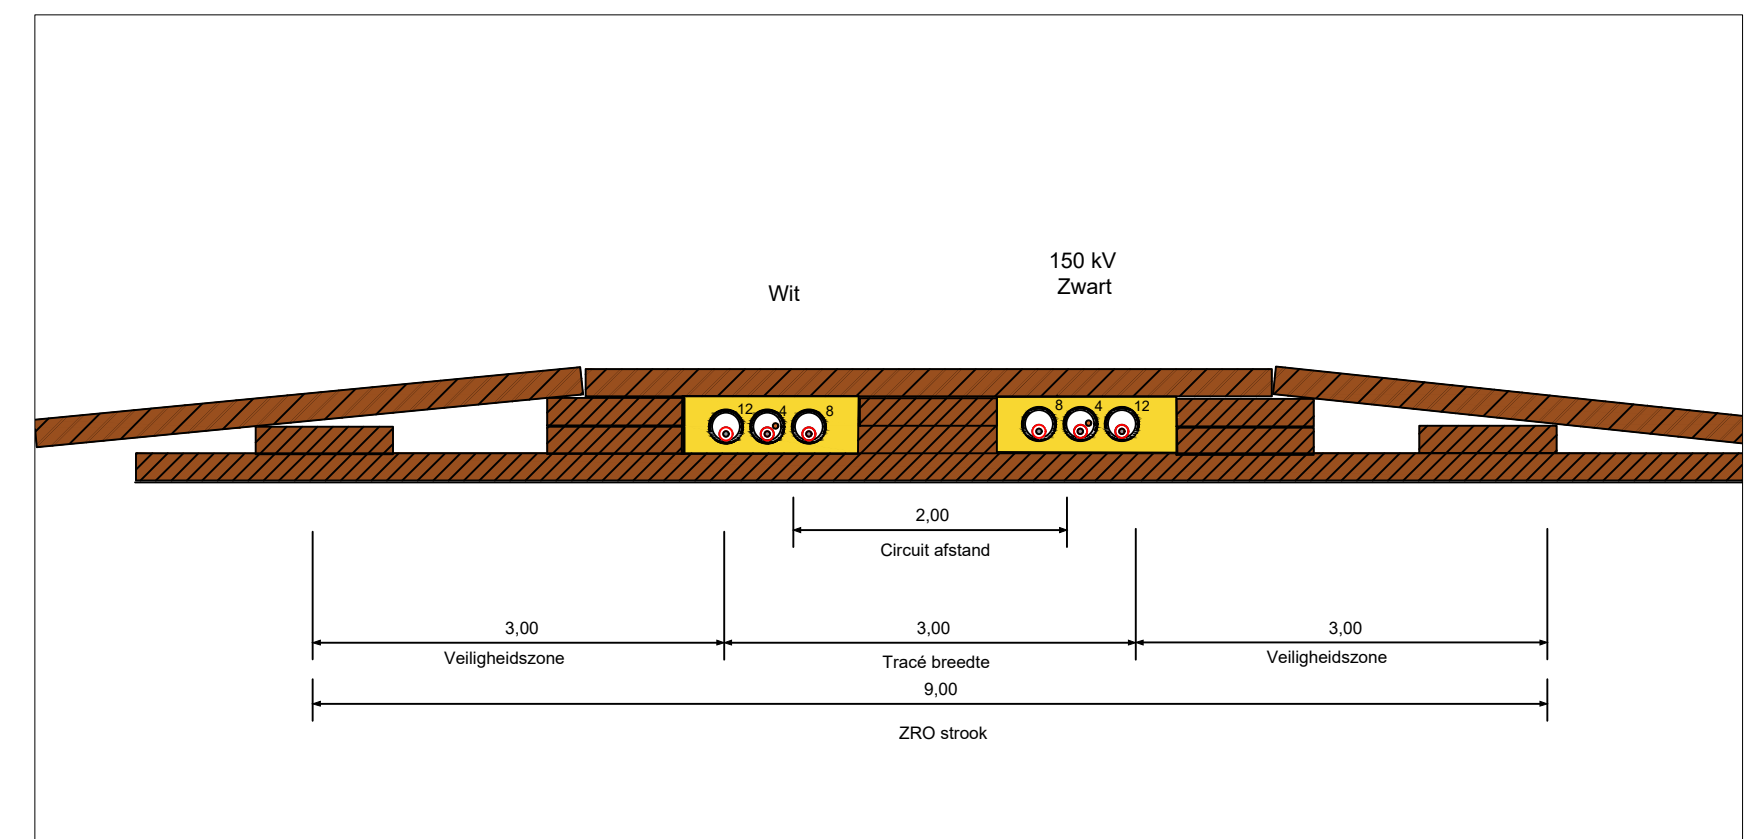 150 kV
Zwart
Wit
12 4 8
8 4 12
2,00
Circuit afstand
3,00 3,00 3,00
Veiligheidszone Tracé breedte Veiligheidszone
9,00
ZRO strook